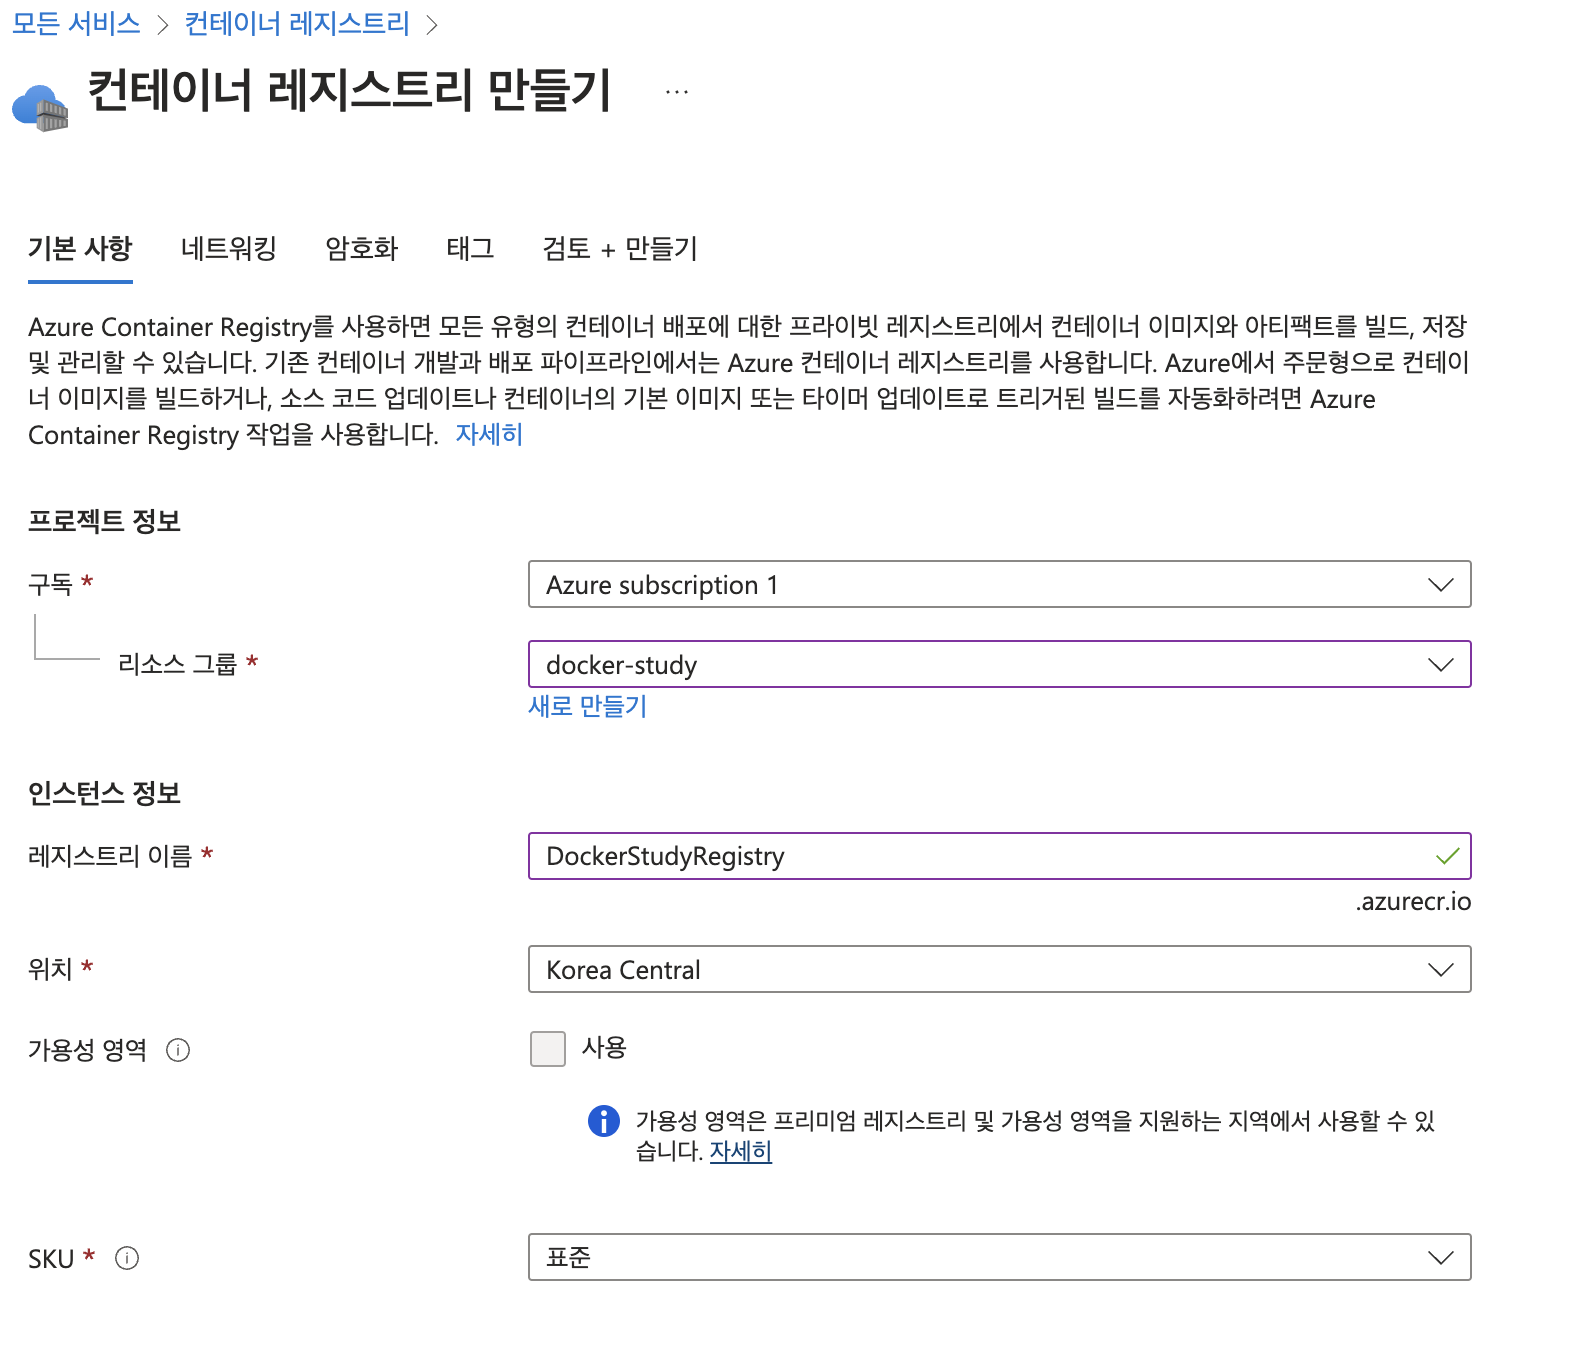 모든 서비스 > 컨테이너 레지스트리 >
컨테이너 레지스트리 만들기 ...
기본 사항 네트워킹 암호화 태그 검토 + 만들기
Azure Container Registry를 사용하면 모든 유형의 컨테이너 배포에 대한 프라이빗 레지스트리에서 컨테이너 이미지와 아티팩트를 빌드, 저장
및 관리할 수 있습니다. 기존 컨테이너 개발과 배포 파이프라인에서는 Azure 컨테이너 레지스트리를 사용합니다. Azure에서 주문형으로 컨테이
너 이미지를 빌드하거나, 소스 코드 업데이트나 컨테이너의 기본 이미지 또는 타이머 업데이트로 트리거된 빌드를 자동화하려면 Azure
Container Registry 작업을 사용합니다. 자세히
프로젝트 정보
구독 * Azure subscription 1
리소스 그룹 * docker-study
새로 만들기
인스턴스 정보
레지스트리 이름 * DockerStudyRegistry
.azurecr.io
위치 * Korea Central
가용성 영역 사용
가용성 영역은 프리미엄 레지스트리 및 가용성 영역을 지원하는 지역에서 사용할 수 있
습니다. 자세히
SKU * 표준